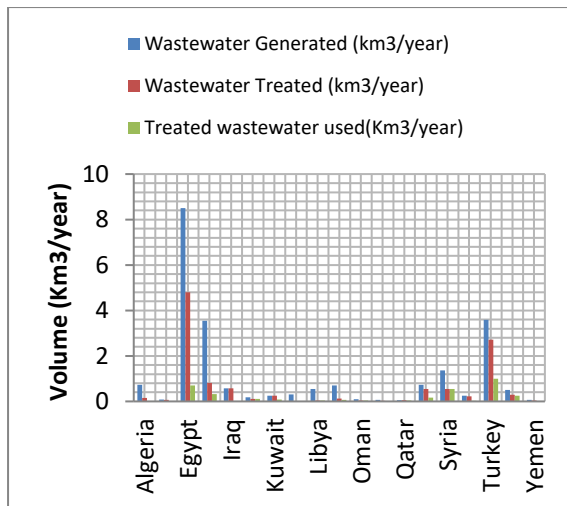 Wastewater Generated (km3/year)
Wastewater Treated (km3/year)
Treated wastewater used(Km3/year)
Volume (Km3/year)
10
8
6
4
2
0
Algeria
Egypt
Iraq
Kuwait
Libya
Oman
Qatar
Syria
Turkey
Yemen